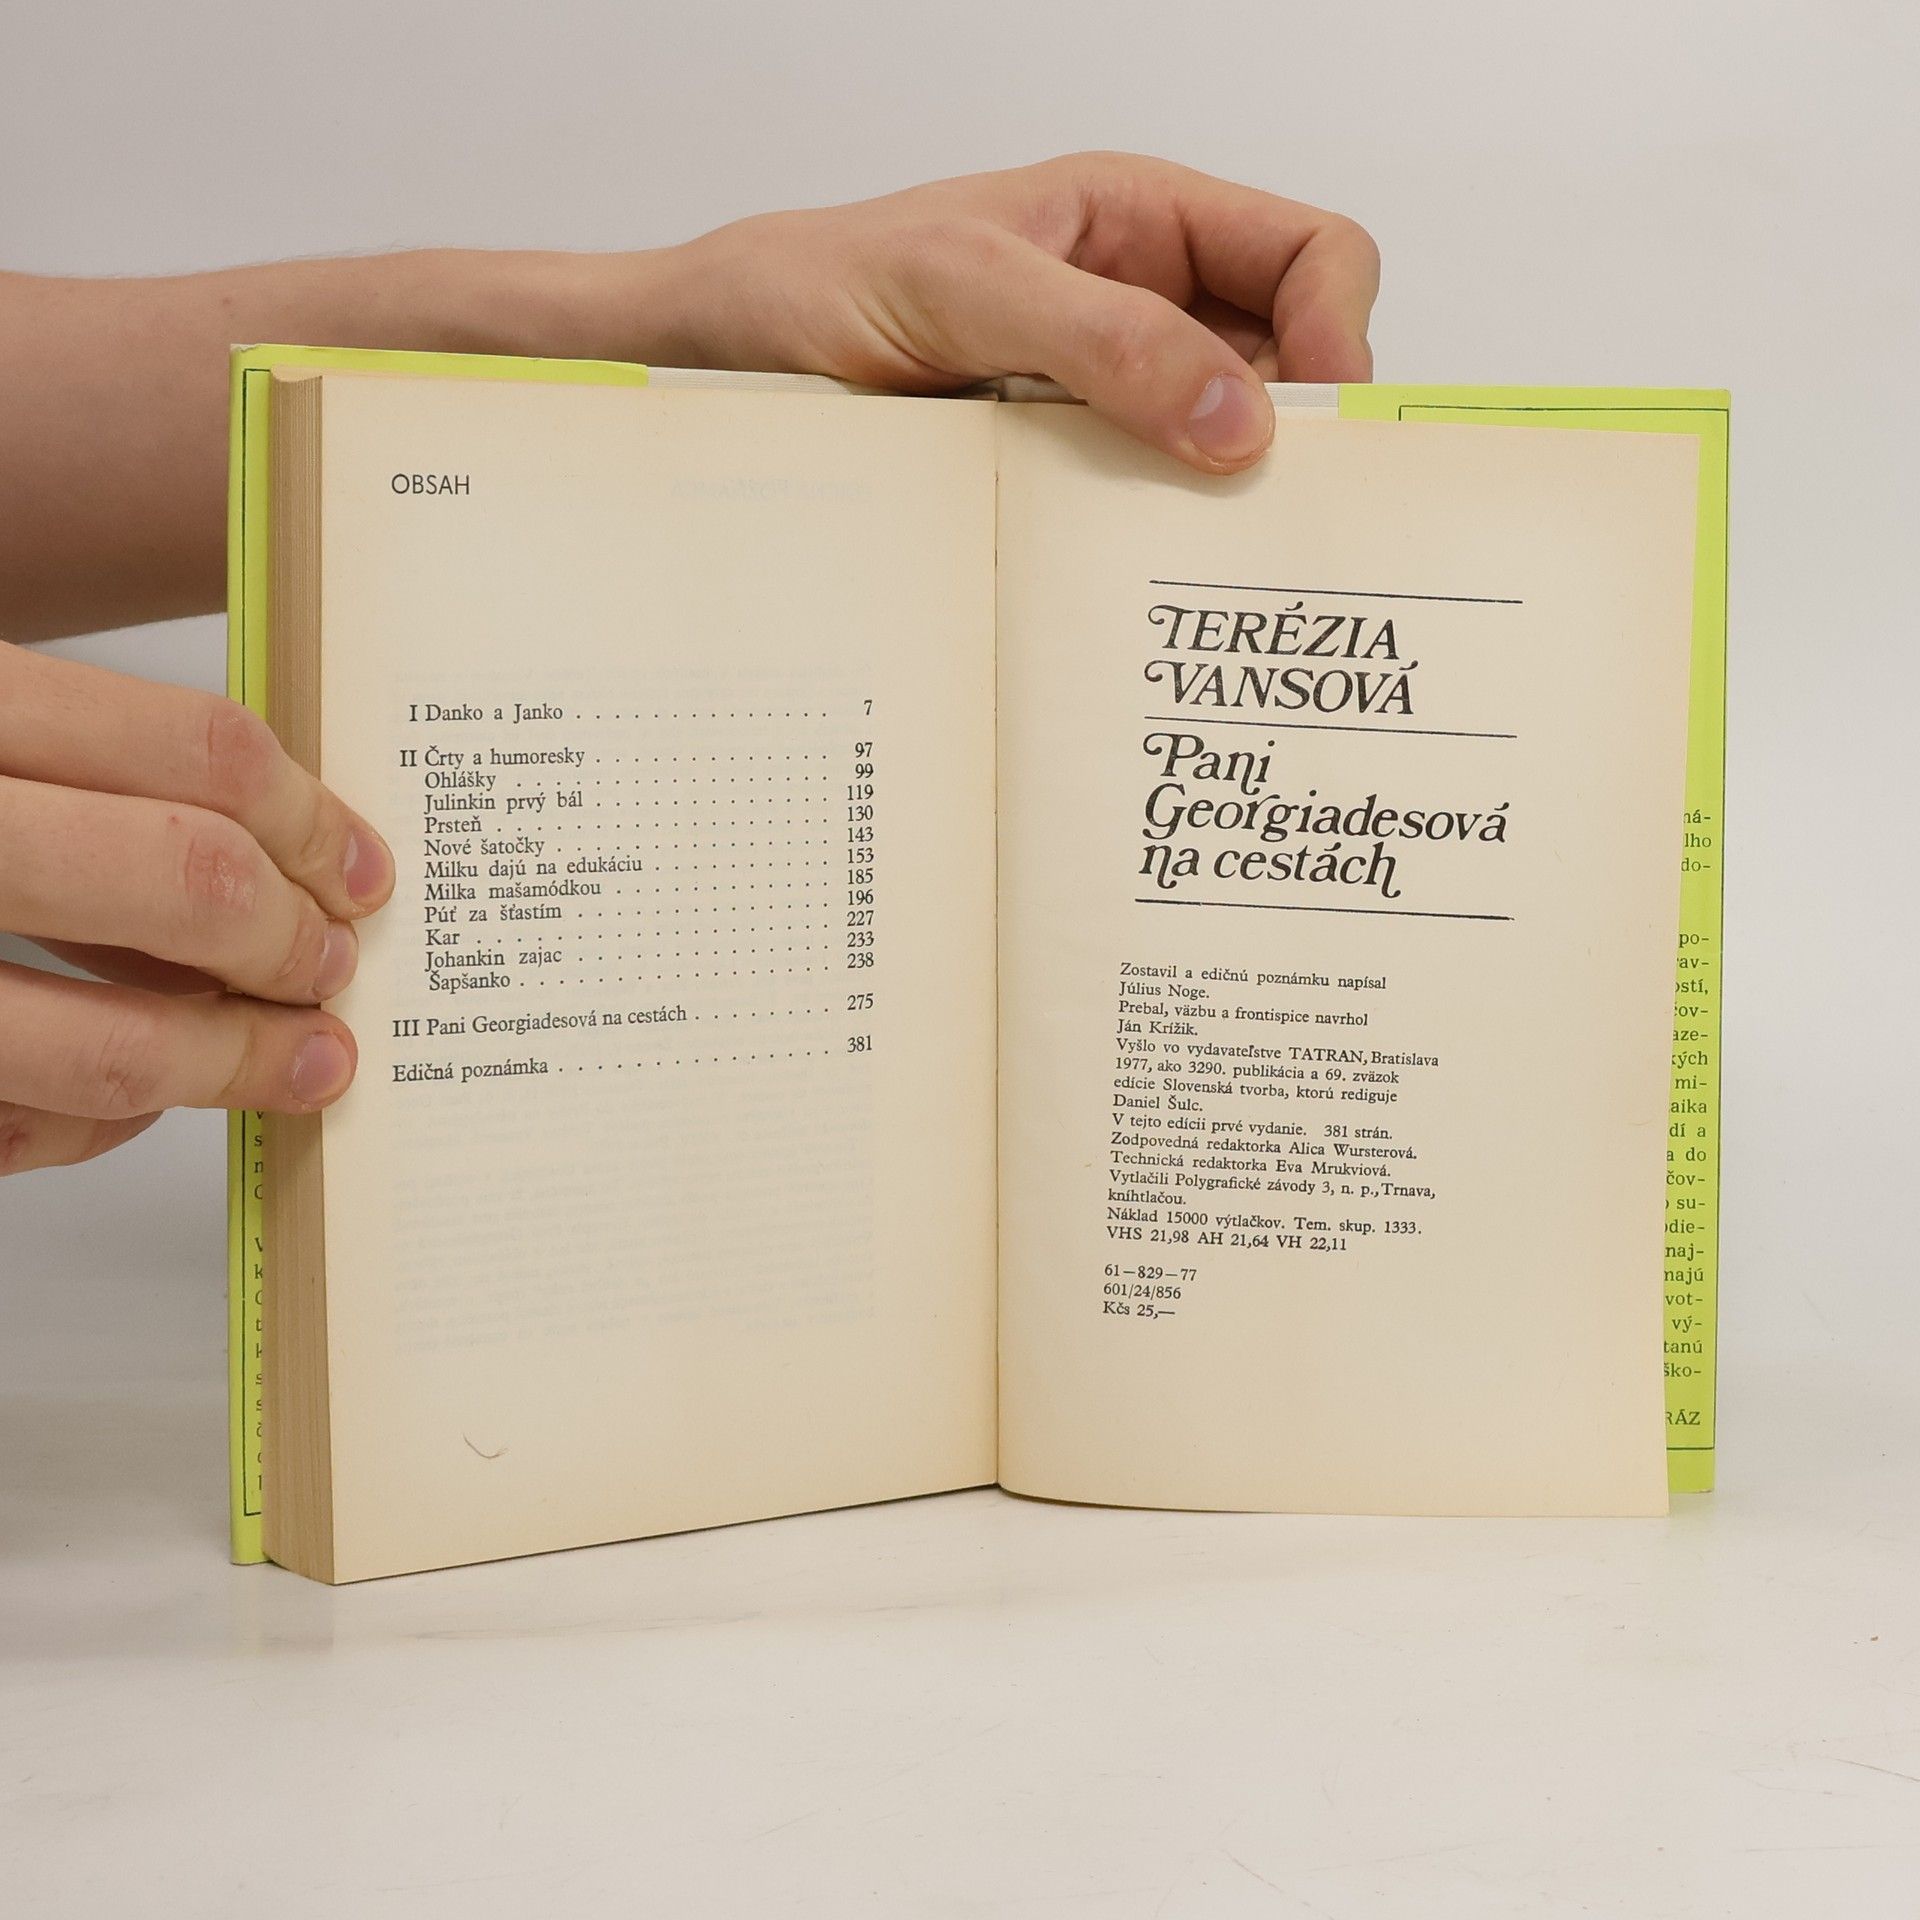 OBSAH
I Danko a Janko . . . . . . . . . . . . . . 7
II Črty a humoresky . . . . . . . . . . . . . 97
Ohlášky . . . . . . . . . . . . . . . . 99
Julinkin prvý bál . . . . . . . . . . . . . 119
Prsteň . . . . . . . . . . . . . . . . . 130
Nové šatočky . . . . . . . . . . . . . . 143
Milku dajú na edukáciu . . . . . . . . . . 153
Milka mašamódkou . . . . . . . . . . . . 185
Púť za šťastím . . . . . . . . . . . . . . 196
Kar . . . . . . . . . . . . . . . . . . 227
Johankin zajac . . . . . . . . . . . . . . 233
Šapšanko . . . . . . . . . . . . . . . . 238
III Pani Georgiadesová na cestách . . . . . . . . 275
Edičná poznámka . . . . . . . . . . . . . . 381
TERÉZIA
VANSOVÁ
Pani
Georgiadesová
na cestách
Zostavil a edičnú poznámku napísal
Július Noge.
Prebal, väzbu a frontispice navrhol
Ján Krížik.
Vyšlo vo vydavateľstve TATRAN, Bratislava
1977, ako 3290. publikácia a 69. zväzok
edície Slovenská tvorba, ktorú rediguje
Daniel Šulc.
V tejto edícii prvé vydanie. 381 strán.
Zodpovedná redaktorka Alica Wursterová.
Technická redaktorka Eva Mrukviová.
Vytlačili Polygrafické závody 3, n. p., Trnava,
kníhtlačou.
Náklad 15000 výtlačkov. Tem. skup. 1333.
VHS 21,98 AH 21,64 VH 22,11
61—829—77
601/24/856
Kčs 25,—